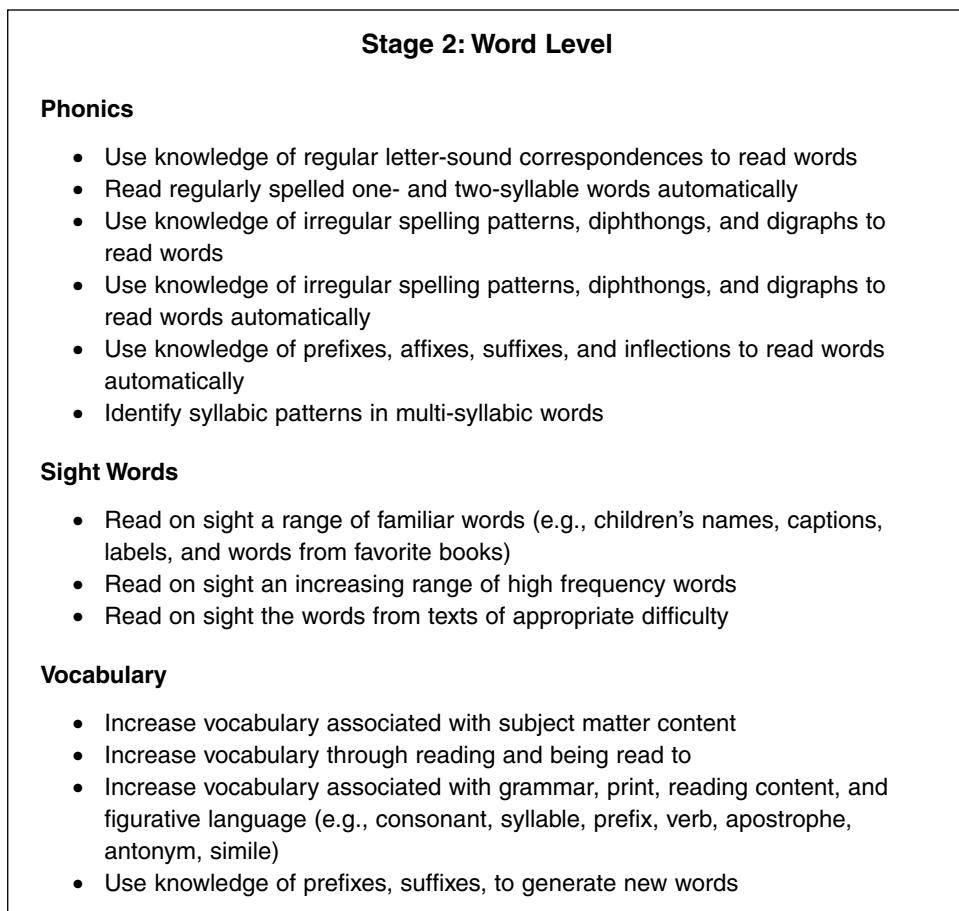 Stage 2: Word Level
Phonics
• Use knowledge of regular letter-sound correspondences to read words
• Read regularly spelled one- and two-syllable words automatically
• Use knowledge of irregular spelling patterns, diphthongs, and digraphs to
read words
• Use knowledge of irregular spelling patterns, diphthongs, and digraphs to
read words automatically
• Use knowledge of prefixes, affixes, suffixes, and inflections to read words
automatically
• Identify syllabic patterns in multi-syllabic words
Sight Words
• Read on sight a range of familiar words (e.g., children's names, captions,
labels, and words from favorite books)
• Read on sight an increasing range of high frequency words
• Read on sight the words from texts of appropriate difficulty
Vocabulary
• Increase vocabulary associated with subject matter content
• Increase vocabulary through reading and being read to
• Increase vocabulary associated with grammar, print, reading content, and
figurative language (e.g., consonant, syllable, prefix, verb, apostrophe,
antonym, simile)
• Use knowledge of prefixes, suffixes, to generate new words